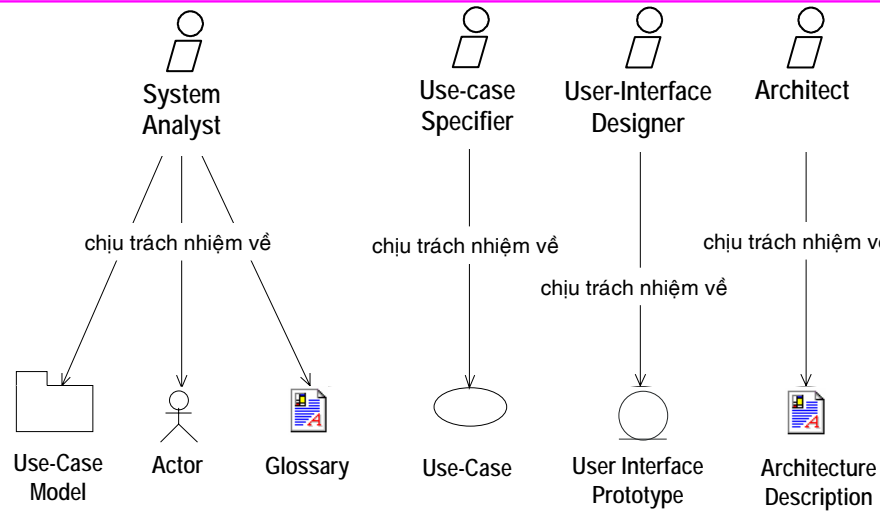 System
Analyst
Use-case
Specifier
User-Interface
Designer
Architect
chịu trách nhiệm về
chịu trách nhiệm về
chịu trách nhiệm về
chịu trách nhiệm
Use-Case
Model
Actor
Glossary
Use-Case
User Interface
Prototype
Architecture
Description